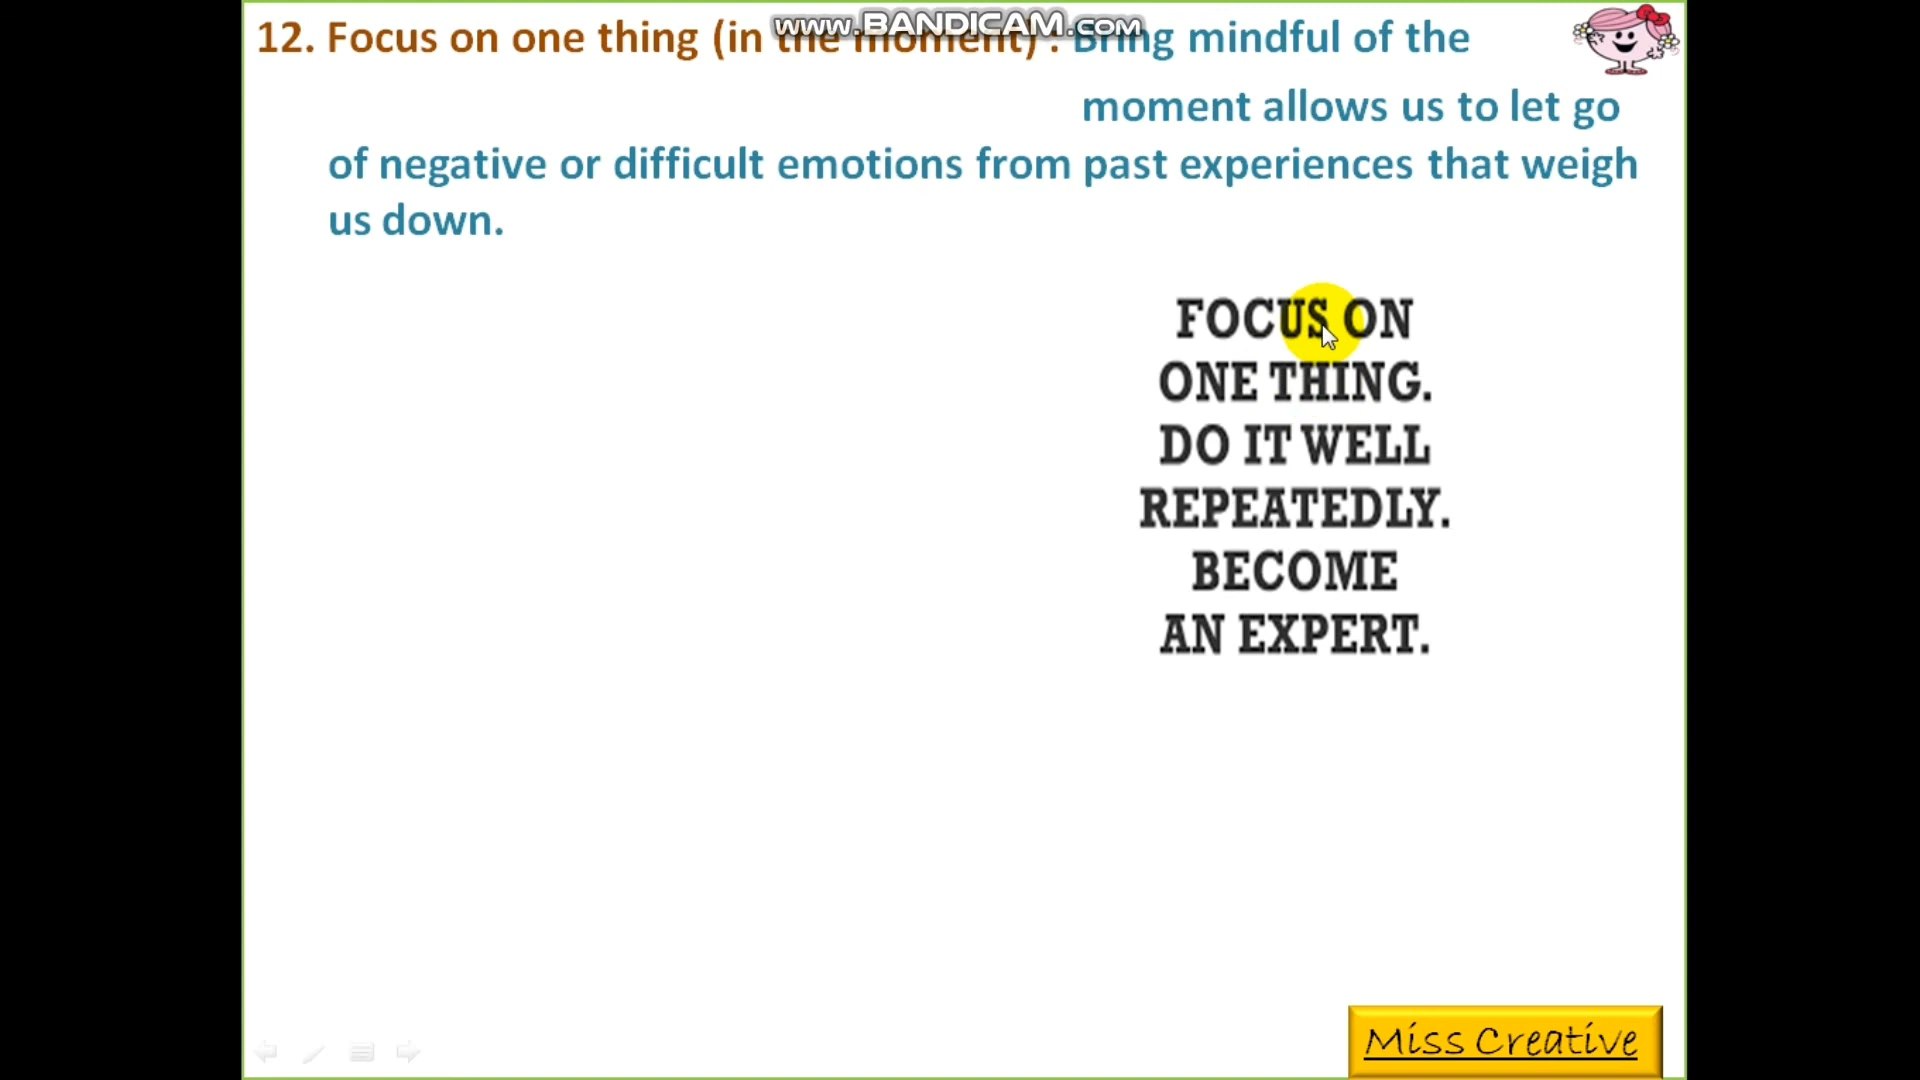 www.BANDICAM.com
12. Focus on one thing (in the moment) : Bring mindful of the
moment allows us to let go
of negative or difficult emotions from past experiences that weigh
us down.
FOCUS ON
ONE THING.
DO IT WELL
REPEATEDLY.
BECOME
AN EXPERT.
Miss Creative